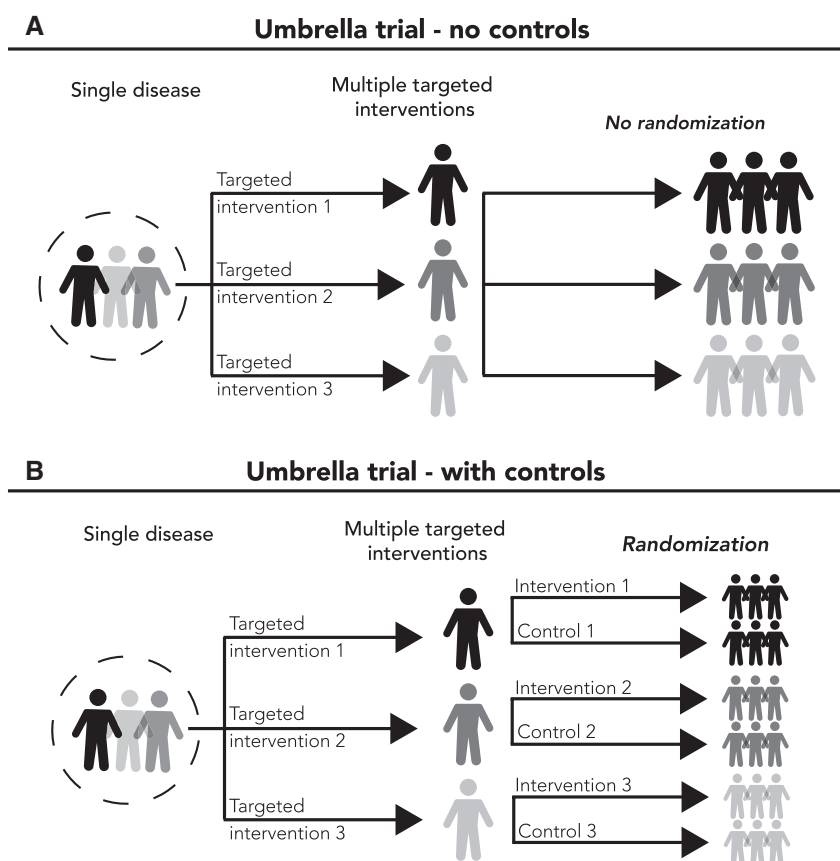 A
Umbrella trial - no controls
Single disease
Multiple targeted
interventions
No randomization
Targeted
intervention 1
Targeted
intervention 2
Targeted
intervention 3
B
Umbrella trial - with controls
Single disease
Multiple targeted
interventions
Randomization
Targeted
intervention 1
Targeted
intervention 2
Targeted
intervention 3
Intervention 1
Control 1
Intervention 2
Control 2
Intervention 3
Control 3